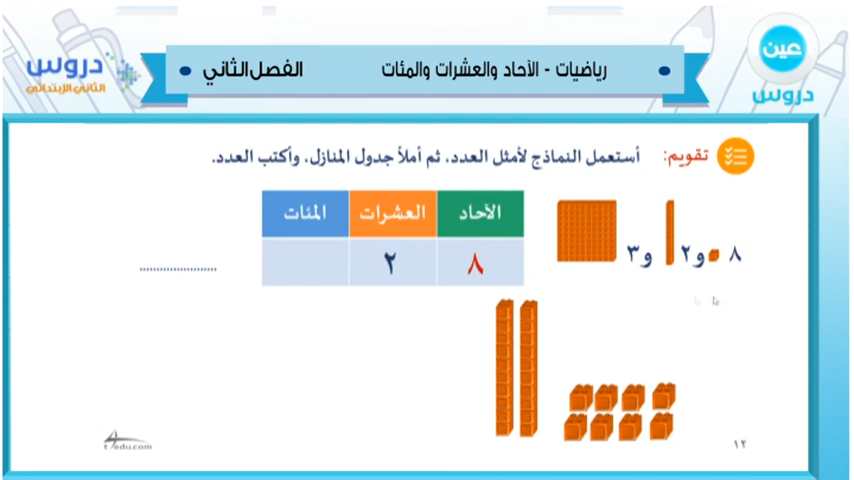 عين
دروس
رياضيات - الآحاد والعشرات والمئات
الفصل الثاني
دروس
الثاني الإبتدائي
تقويم: أستعمل النماذج لأمثل العدد، ثم أملأ جدول المنازل، وأكتب العدد.
الآحاد العشرات المئات
٨ و٢ و٣
٨ ٢
......................
t4edu.com
١٢